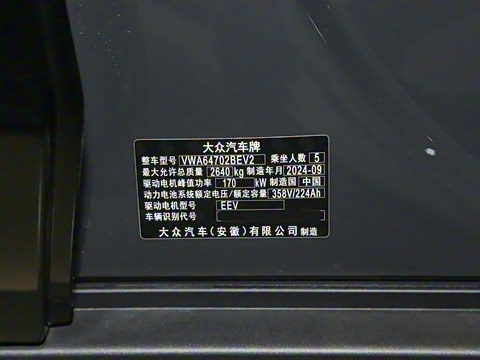 大众汽车牌
整车型号 VWA64702BEV2 乘坐人数 5
最大允许总质量 2640 kg 制造年月 2024-09
驱动电机峰值功率 170 kW 制造国 中国
动力电池系统额定电压/额定容量 358V/224Ah
驱动电机型号 EEV
车辆识别代号
大众汽车(安徽)有限公司 制造